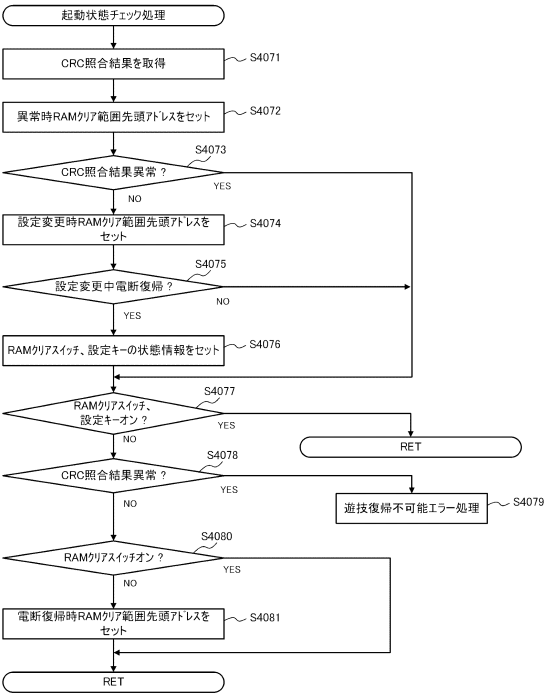 起動状態チェック処理
CRC照合結果を取得
S4071
異常時RAMクリア範囲先頭アドレスをセット
S4072
CRC照合結果異常？
S4073
YES
NO
設定変更時RAMクリア範囲先頭アドレスを
セット
S4074
設定変更中電断復帰？
S4075
NO
YES
RAMクリアスイッチ、設定キーの状態情報をセット
S4076
RAMクリアスイッチ、
設定キーオン？
S4077
YES
NO
RET
CRC照合結果異常？
S4078
YES
NO
遊技復帰不可能エラー処理
S4079
RAMクリアスイッチオン？
S4080
YES
NO
電断復帰時RAMクリア範囲先頭アドレスを
セット
S4081
RET